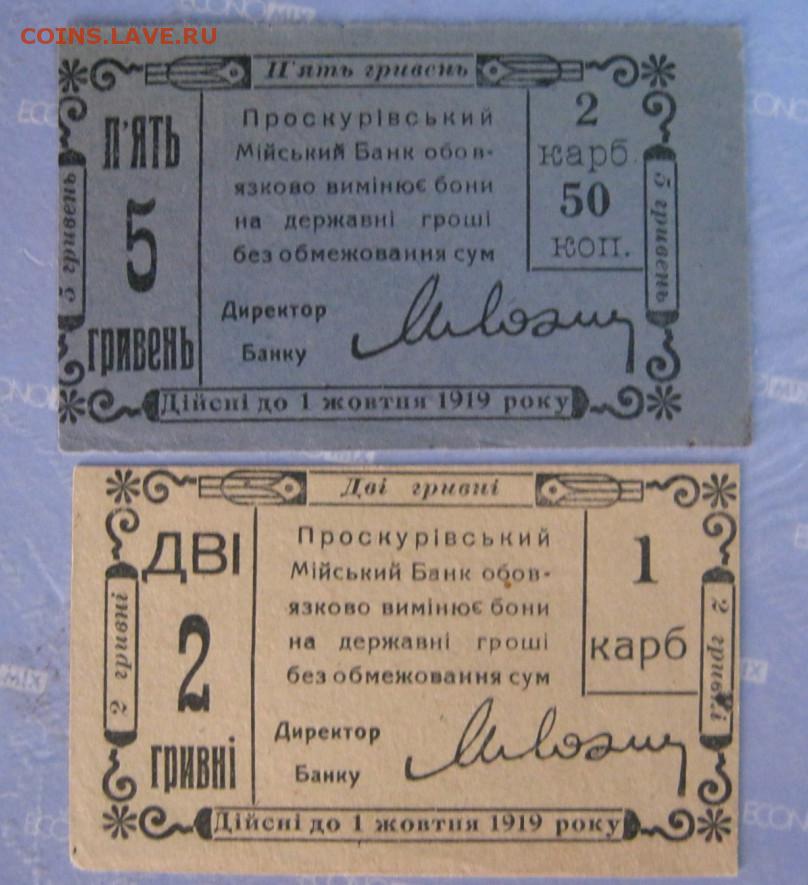 COINS.LAVE.RU
П'ять гривень
П'ЯТЬ
5
гривень
5 гривень
Проскурівський
Мійський Банк обов-
язково вимінює бони
на державні гроші
без обмежовання сум
2
карб.
50
коп.
5 гривень
Директор
Банку
Дійсні до 1 жовтня 1919 року
Дві гривні
ДВІ
2
гривні
2 гривні
Проскурівський
Мійський Банк обов-
язково вимінює бони
на державні гроші
без обмежовання сум
1
карб
2 гривні
Директор
Банку
Дійсні до 1 жовтня 1919 року